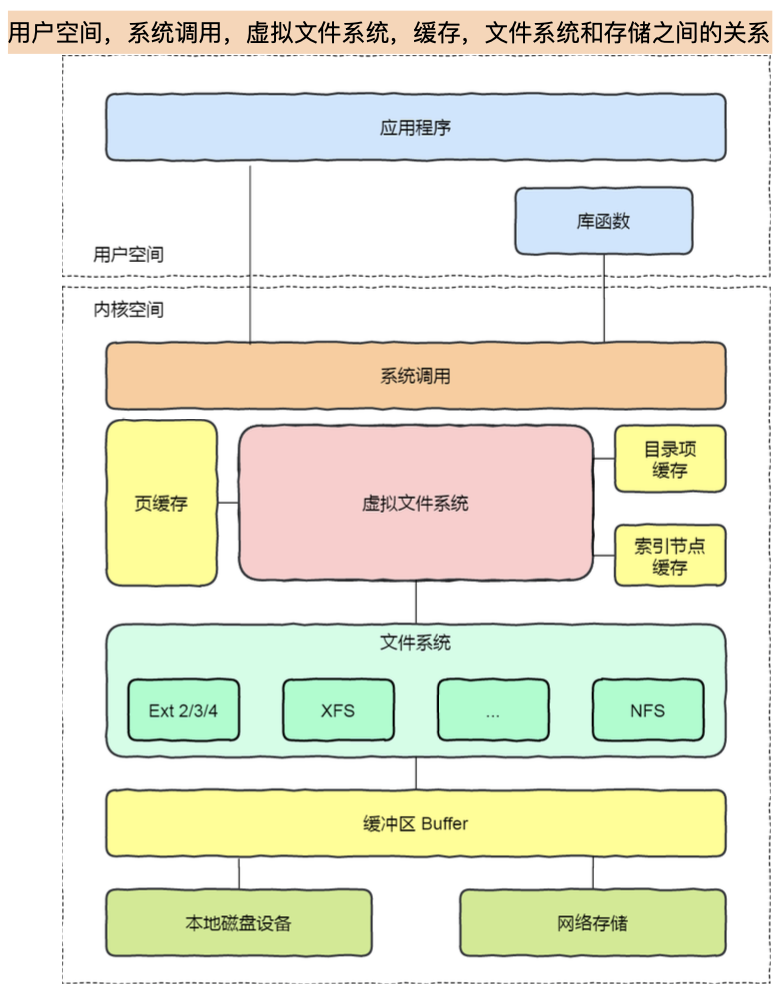 用户空间，系统调用，虚拟文件系统，缓存，文件系统和存储之间的关系
应用程序
库函数
用户空间
内核空间
系统调用
页缓存
虚拟文件系统
目录项
缓存
索引节点
缓存
文件系统
Ext 2/3/4
XFS
...
NFS
缓冲区 Buffer
本地磁盘设备
网络存储